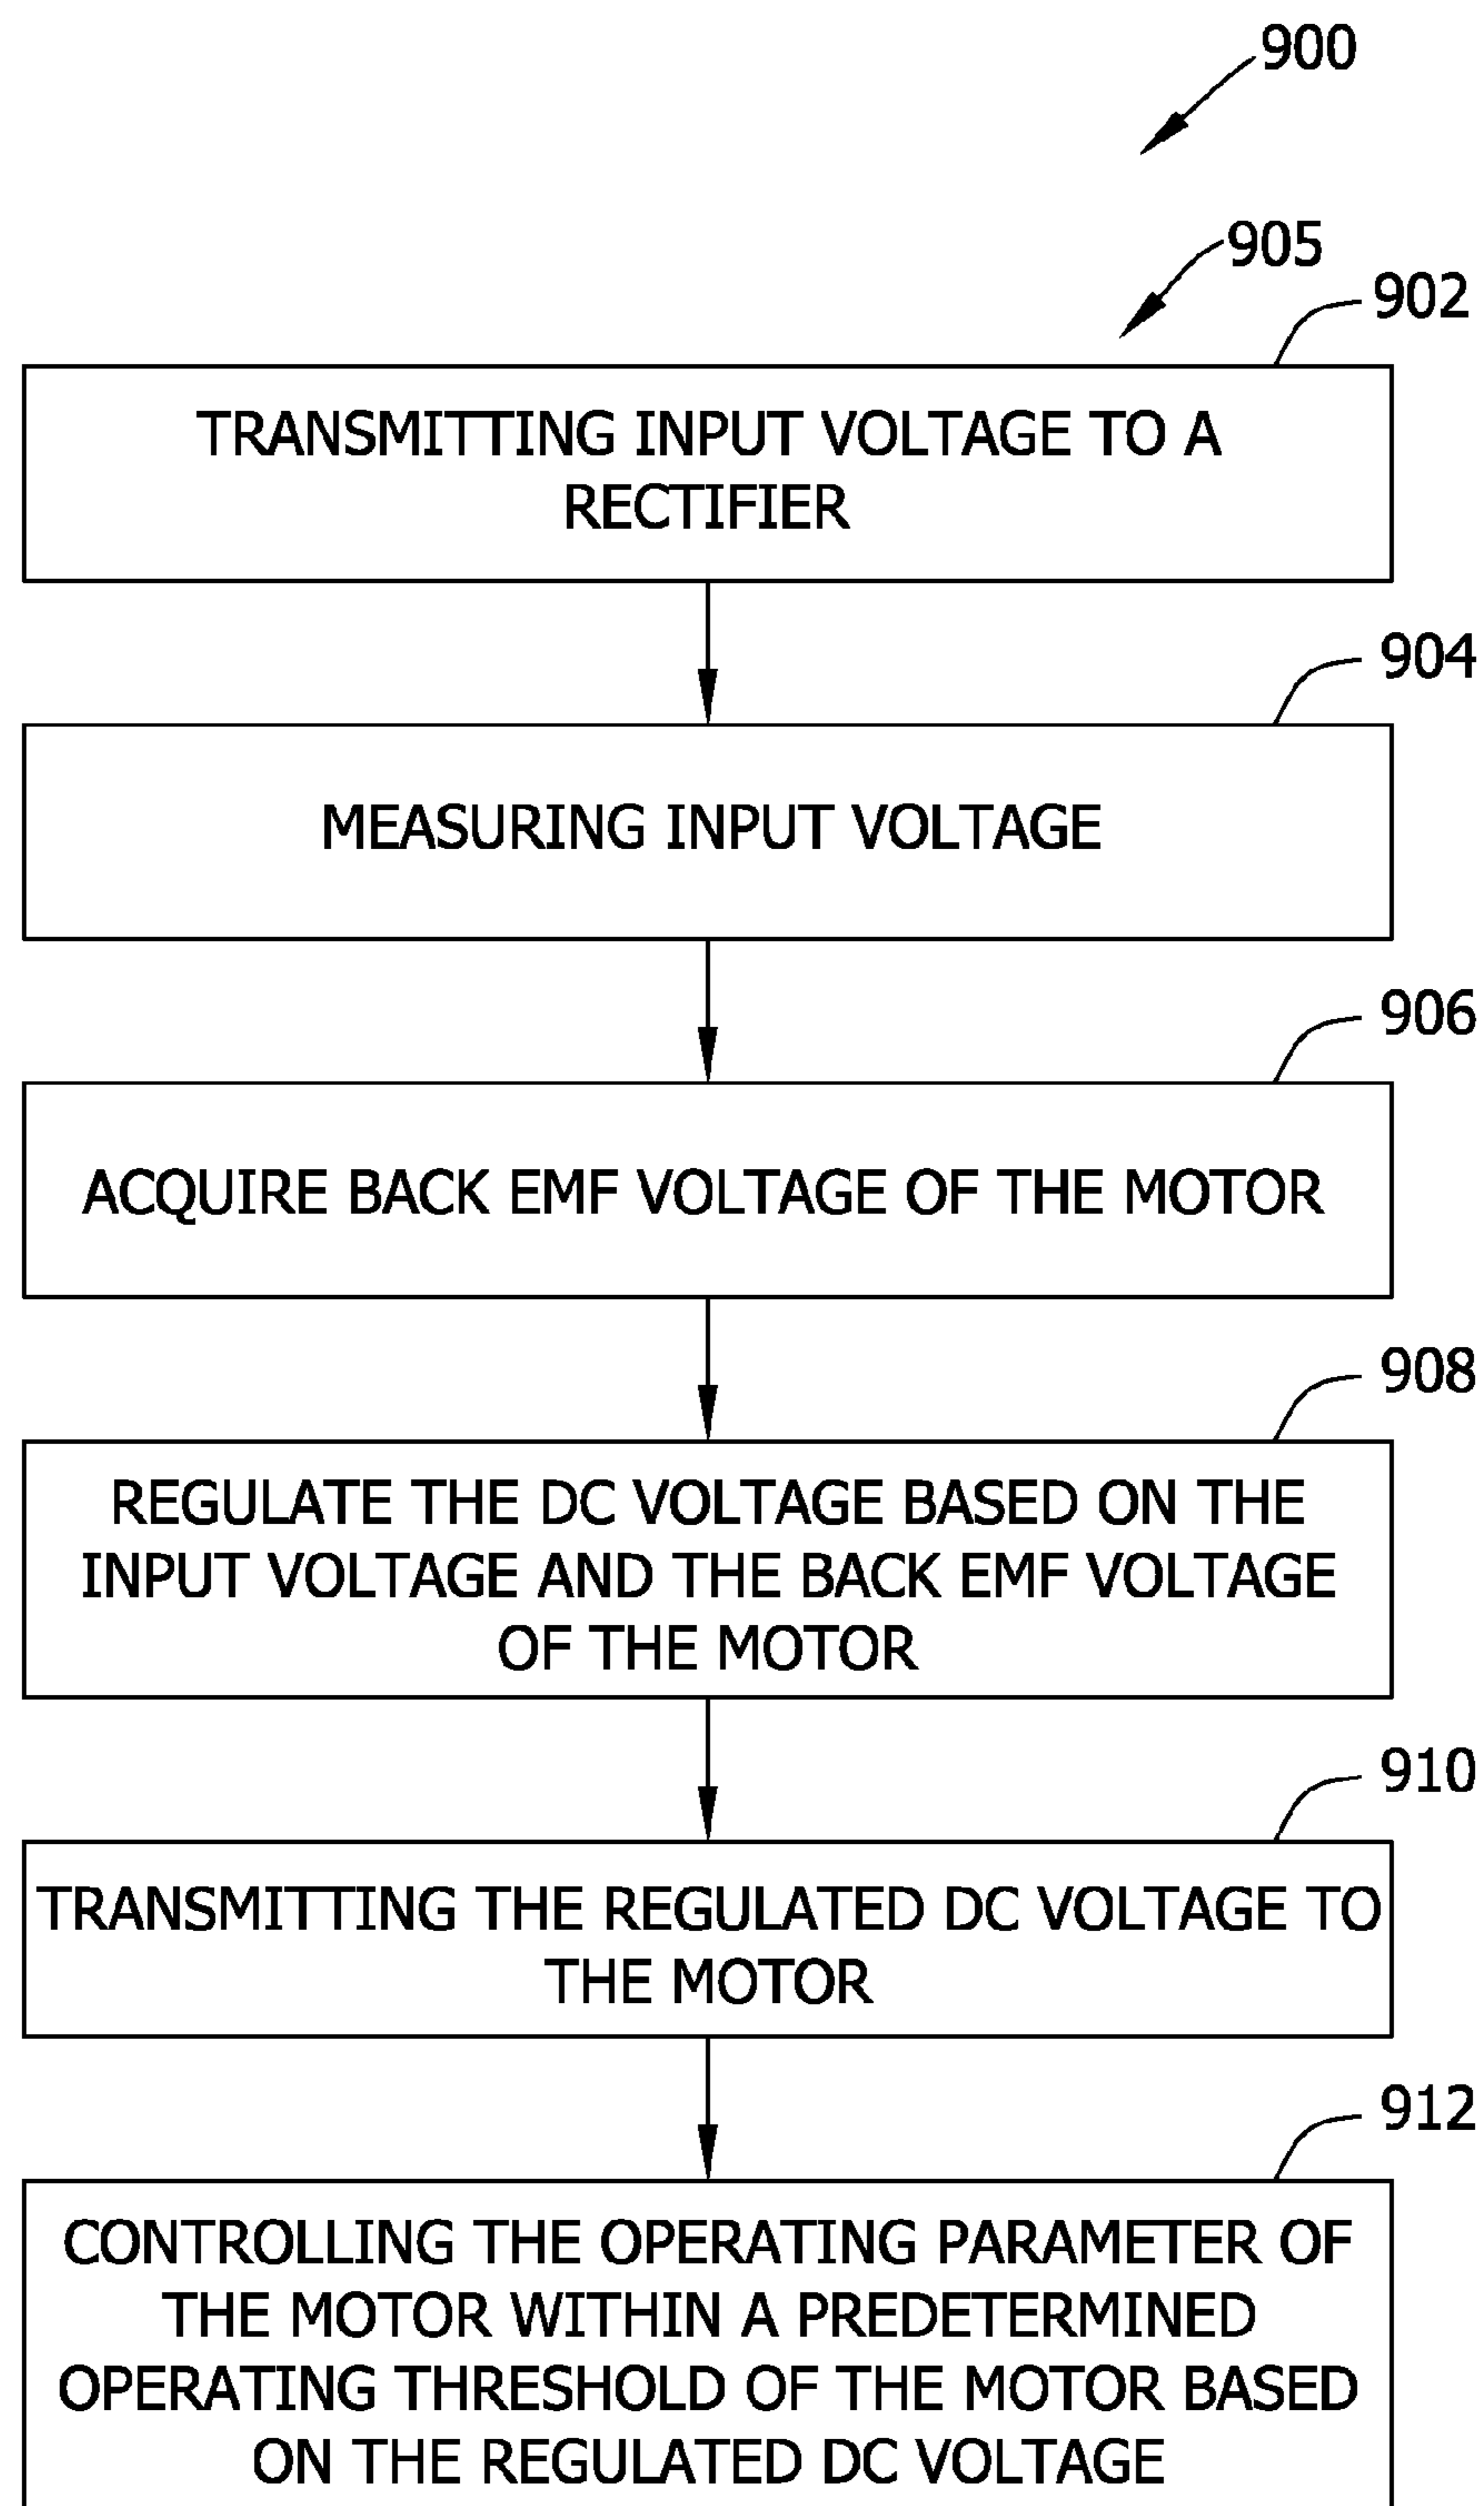 900
905
902
TRANSMITTING INPUT VOLTAGE TO A
RECTIFIER
904
MEASURING INPUT VOLTAGE
906
ACQUIRE BACK EMF VOLTAGE OF THE MOTOR
908
REGULATE THE DC VOLTAGE BASED ON THE
INPUT VOLTAGE AND THE BACK EMF VOLTAGE
OF THE MOTOR
910
TRANSMITTING THE REGULATED DC VOLTAGE TO
THE MOTOR
912
CONTROLLING THE OPERATING PARAMETER OF
THE MOTOR WITHIN A PREDETERMINED
OPERATING THRESHOLD OF THE MOTOR BASED
ON THE REGULATED DC VOLTAGE